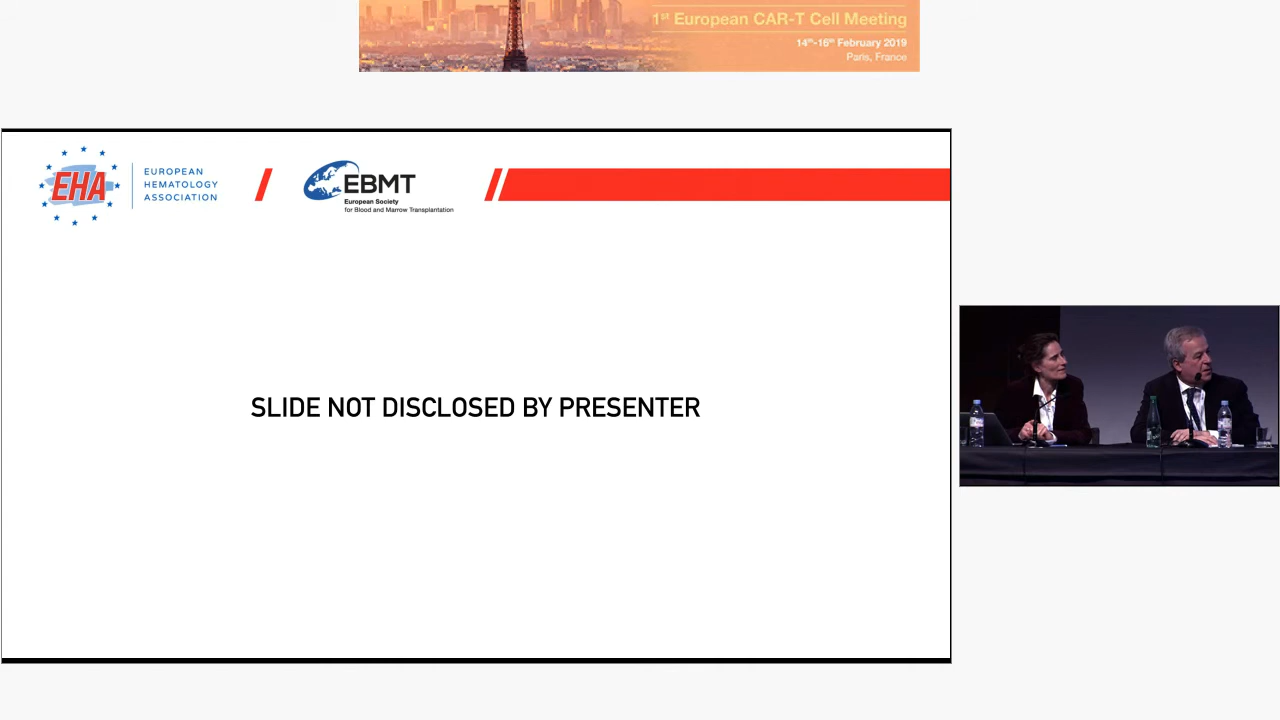 1st European CAR-T Cell Meeting
14th-16th February 2019
Paris, France
EHA
EUROPEAN
HEMATOLOGY
ASSOCIATION
EBMT
European Society
for Blood and Marrow Transplantation
SLIDE NOT DISCLOSED BY PRESENTER